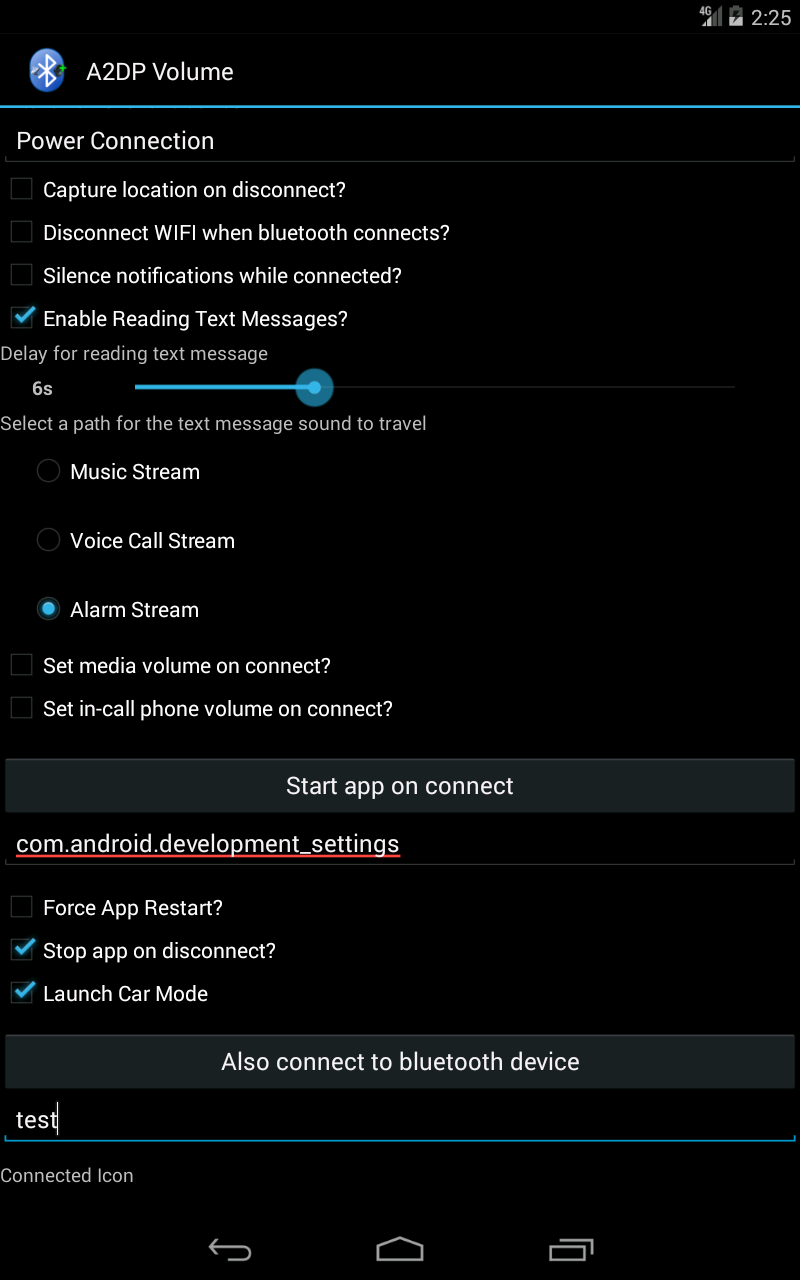 4G 2:25
A2DP Volume
Power Connection
Capture location on disconnect?
Disconnect WIFI when bluetooth connects?
Silence notifications while connected?
Enable Reading Text Messages?
Delay for reading text message
6s
Select a path for the text message sound to travel
Music Stream
Voice Call Stream
Alarm Stream
Set media volume on connect?
Set in-call phone volume on connect?
Start app on connect
com.android.development_settings
Force App Restart?
Stop app on disconnect?
Launch Car Mode
Also connect to bluetooth device
test
Connected Icon